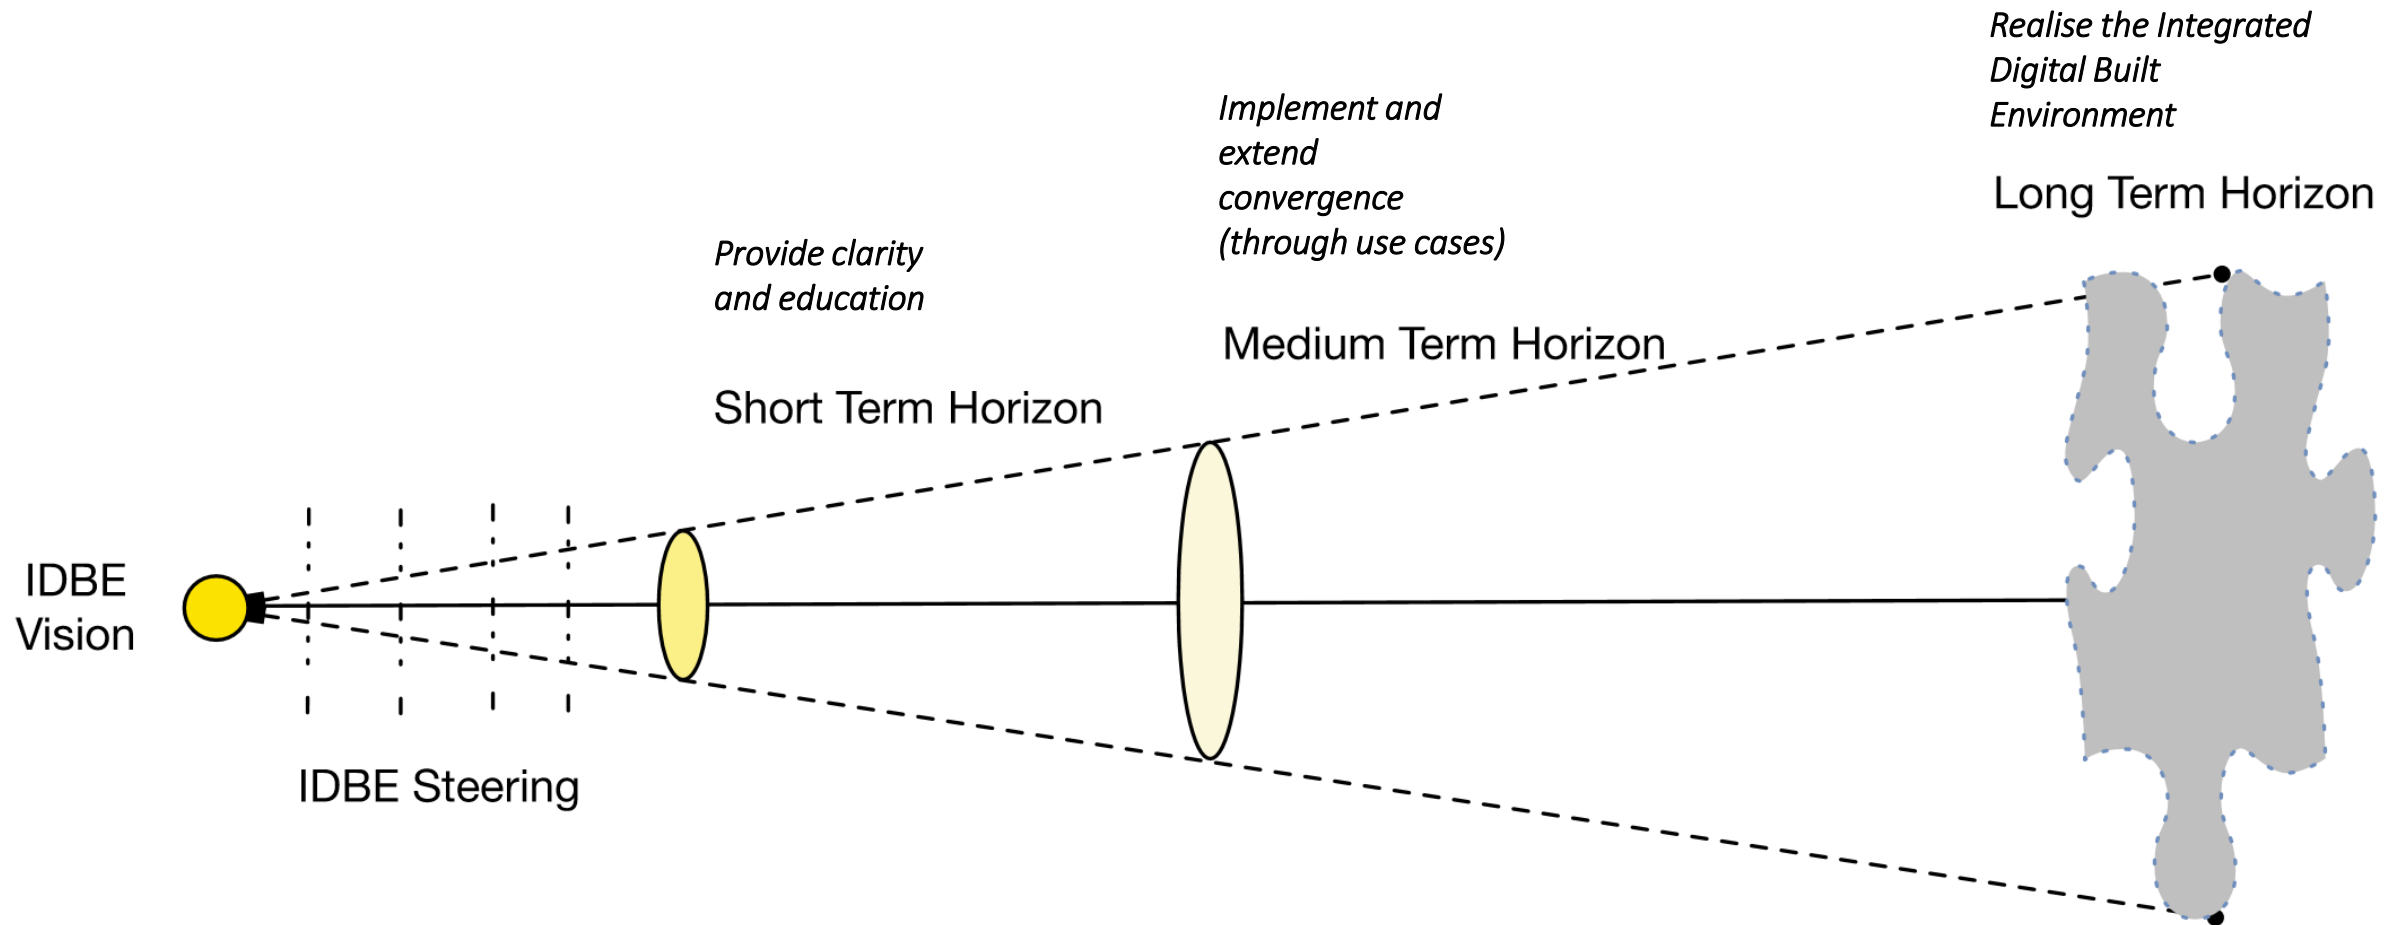 Realise the Integrated
Digital Built
Environment
Long Term Horizon
Implement and
extend
convergence
(through use cases)
Medium Term Horizon
Provide clarity
and education
Short Term Horizon
IDBE
Vision
IDBE Steering